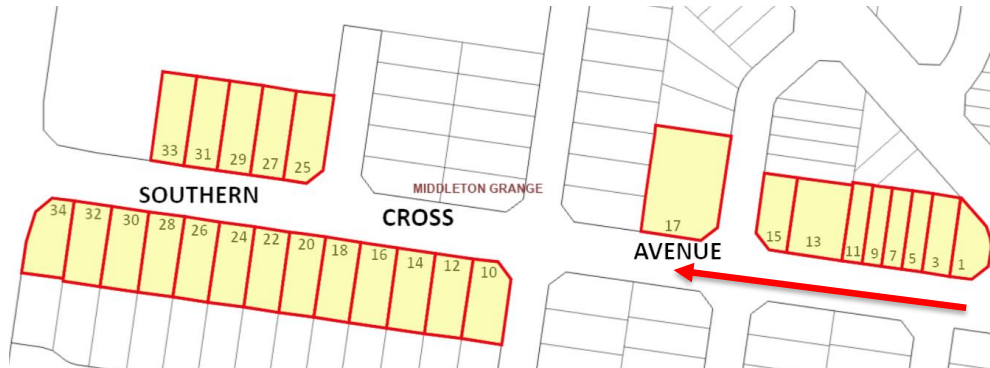 33 31 29 27 25
SOUTHERN
MIDDLETON GRANGE
CROSS
17
AVENUE
15 13 11 9 7 5 3 1
34 32 30 28 26 24 22 20 18 16 14 12 10